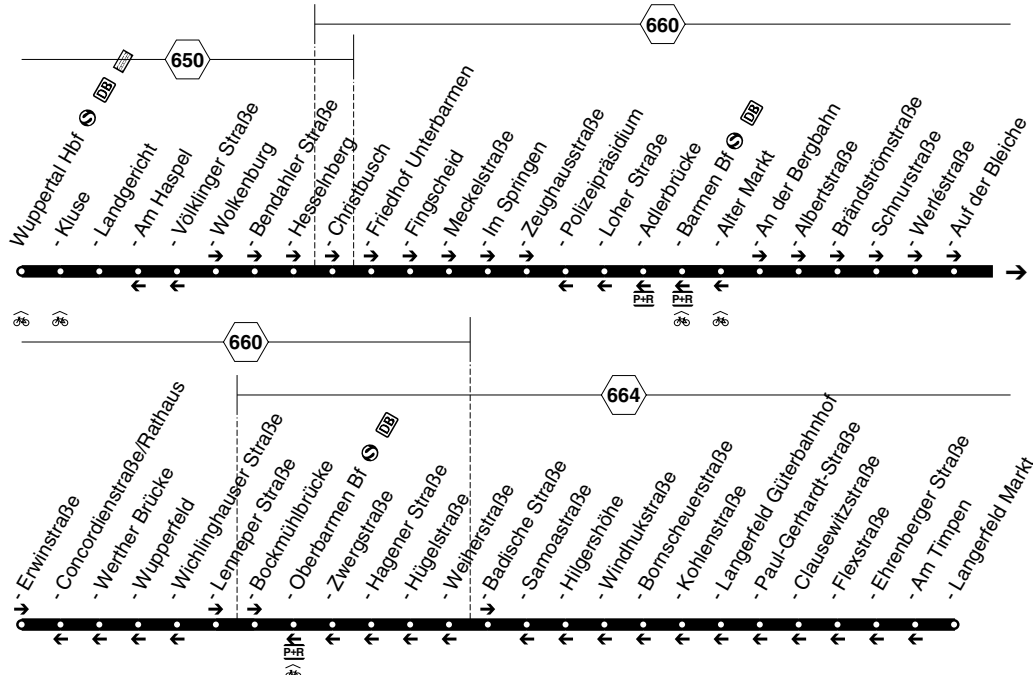 660
650
Wuppertal Hbf S DB
- Kluse
- Landgericht
- Am Haspel
- Völklinger Straße
- Wolkenburg
- Bendahler Straße
- Hesselnberg
- Christbusch
- Friedhof Unterbarmen
- Fingscheid
- Meckelstraße
- Im Springen
- Zeughausstraße
- Polizeipräsidium
- Loher Straße
- Adlerbrücke
- Barmen Bf S DB
- Alter Markt
- An der Bergbahn
- Albertstraße
- Brändströmstraße
- Schnurstraße
- Werléstraße
- Auf der Bleiche
P+R P+R
660
664
- Erwinstraße
- Concordienstraße/Rathaus
- Werther Brücke
- Wupperfeld
- Wichlinghauser Straße
- Lenneper Straße
- Bockmühlbrücke
- Oberbarmen Bf S DB
- Zwergstraße
- Hagener Straße
- Hügelstraße
- Weiherstraße
- Badische Straße
- Samoastraße
- Hilgershöhe
- Windhukstraße
- Bornscheuerstraße
- Kohlenstraße
- Langerfeld Güterbahnhof
- Paul-Gerhardt-Straße
- Clausewitzstraße
- Flexstraße
- Ehrenberger Straße
- Am Timpen
- Langerfeld Markt
P+R